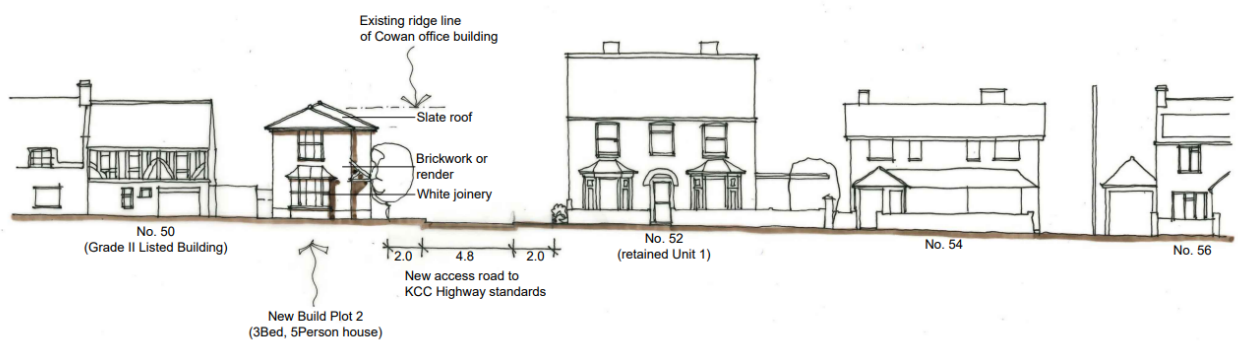 Existing ridge line
of Cowan office building
Slate roof
Brickwork or
render
White joinery
No. 50
(Grade II Listed Building)
2.0
4.8
2.0
New access road to
KCC Highway standards
New Build Plot 2
(3Bed, 5Person house)
No. 52
(retained Unit 1)
No. 54
No. 56